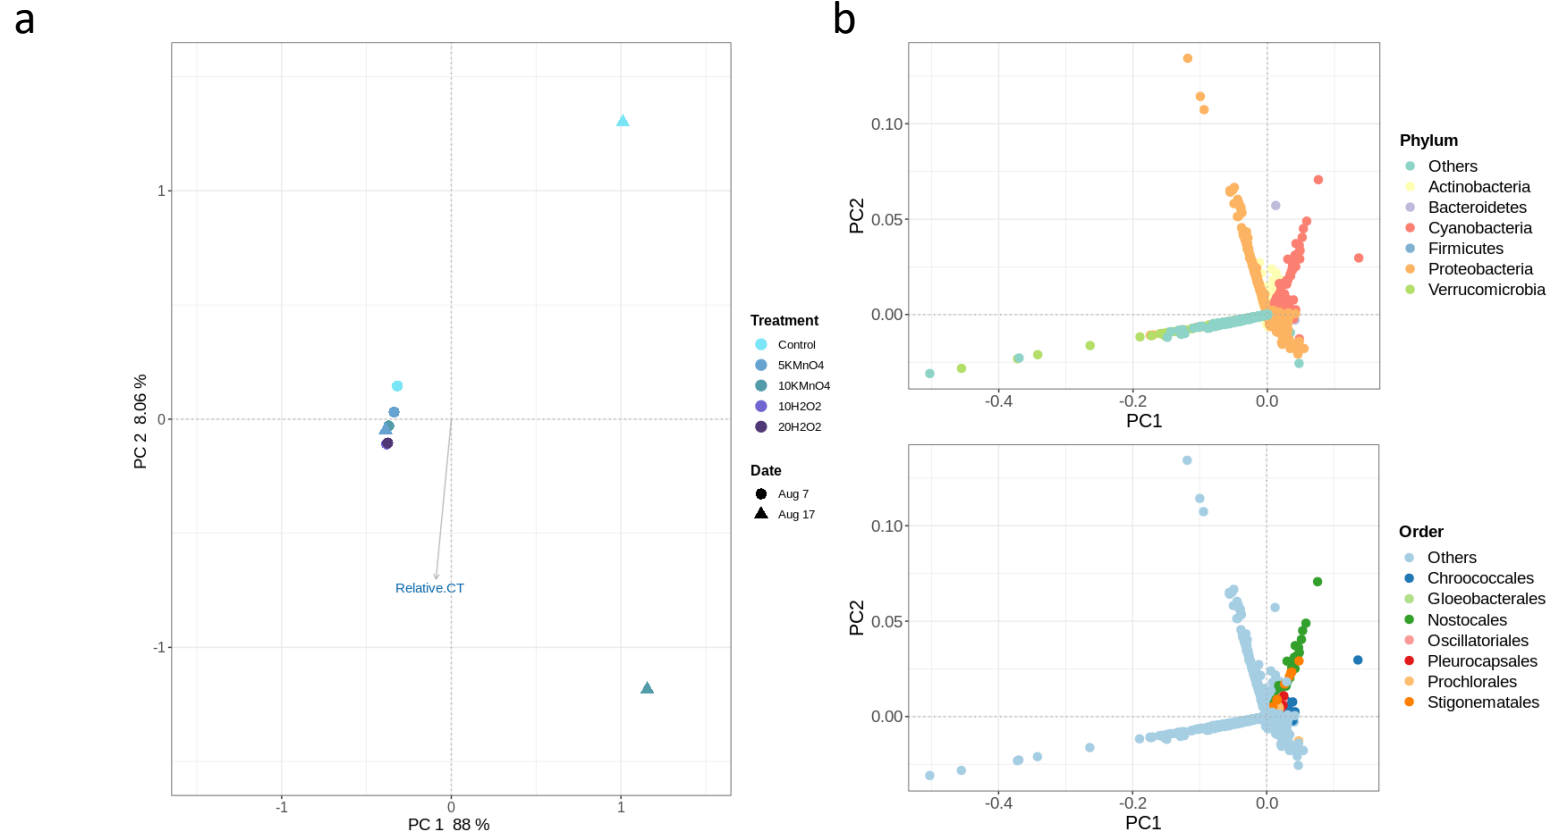 a
1
0
-1
-1
0
1
PC 2 8.06 %
PC 1 88 %
Relative.CT
Treatment
Control
5KMnO4
10KMnO4
10H2O2
20H2O2
Date
Aug 7
Aug 17
b
0.10
0.05
0.00
PC2
-0.4
-0.2
0.0
PC1
Phylum
Others
Actinobacteria
Bacteroidetes
Cyanobacteria
Firmicutes
Proteobacteria
Verrucomicrobia
0.10
0.05
0.00
PC2
-0.4
-0.2
0.0
PC1
Order
Others
Chroococcales
Gloeobacterales
Nostocales
Oscillatoriales
Pleurocapsales
Prochlorales
Stigonematales